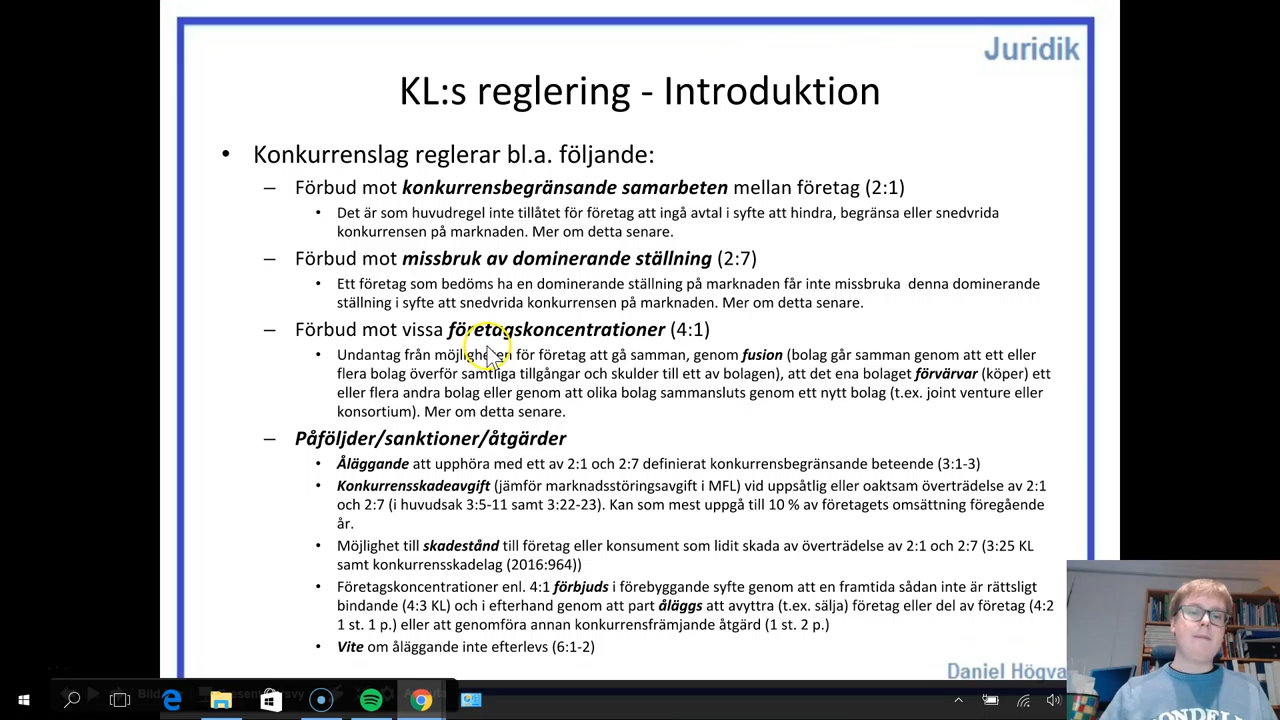 Juridik
KL:s reglering - Introduktion
• Konkurrenslag reglerar bl.a. följande:
– Förbud mot konkurrensbegränsande samarbeten mellan företag (2:1)
• Det är som huvudregel inte tillåtet för företag att ingå avtal i syfte att hindra, begränsa eller snedvrida
konkurrensen på marknaden. Mer om detta senare.
– Förbud mot missbruk av dominerande ställning (2:7)
• Ett företag som bedöms ha en dominerande ställning på marknaden får inte missbruka denna dominerande
ställning i syfte att snedvrida konkurrensen på marknaden. Mer om detta senare.
– Förbud mot vissa företagskoncentrationer (4:1)
• Undantag från möjligheten för företag att gå samman, genom fusion (bolag går samman genom att ett eller
flera bolag överför samtliga tillgångar och skulder till ett av bolagen), att det ena bolaget förvärvar (köper) ett
eller flera andra bolag eller genom att olika bolag sammansluts genom ett nytt bolag (t.ex. joint venture eller
konsortium). Mer om detta senare.
– Påföljder/sanktioner/åtgärder
• Åläggande att upphöra med ett av 2:1 och 2:7 definierat konkurrensbegränsande beteende (3:1-3)
• Konkurrensskadeavgift (jämför marknadsstöringsavgift i MFL) vid uppsåtlig eller oaktsam överträdelse av 2:1
och 2:7 (i huvudsak 3:5-11 samt 3:22-23). Kan som mest uppgå till 10 % av företagets omsättning föregående
år.
• Möjlighet till skadestånd till företag eller konsument som lidit skada av överträdelse av 2:1 och 2:7 (3:25 KL
samt konkurrensskadelag (2016:964))
• Företagskoncentrationer enl. 4:1 förbjuds i förebyggande syfte genom att en framtida sådan inte är rättsligt
bindande (4:3 KL) och i efterhand genom att part åläggs att avyttra (t.ex. sälja) företag eller del av företag (4:2
1 st. 1 p.) eller att genomföra annan konkurrensfrämjande åtgärd (1 st. 2 p.)
• Vite om åläggande inte efterlevs (6:1-2)
Daniel Högva